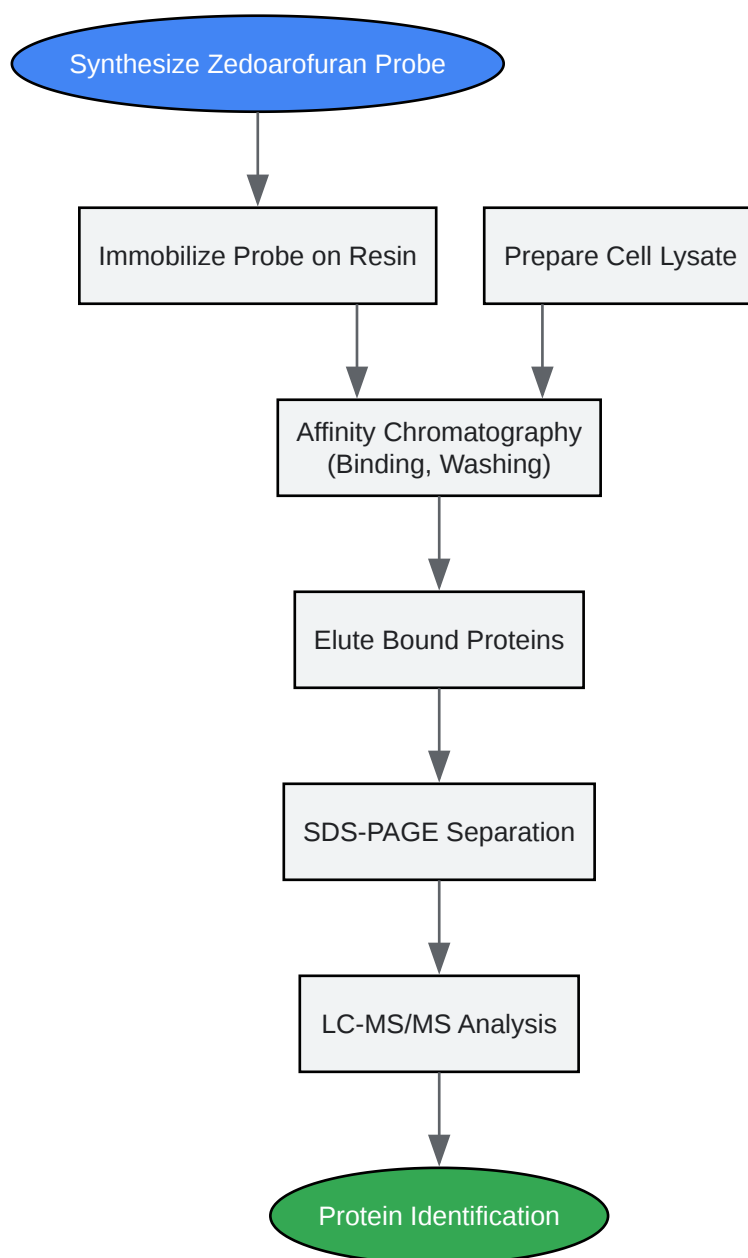 Synthesize Zedoarofuran Probe
Immobilize Probe on Resin
Prepare Cell Lysate
Affinity Chromatography
(Binding, Washing)
Elute Bound Proteins
SDS-PAGE Separation
LC-MS/MS Analysis
Protein Identification